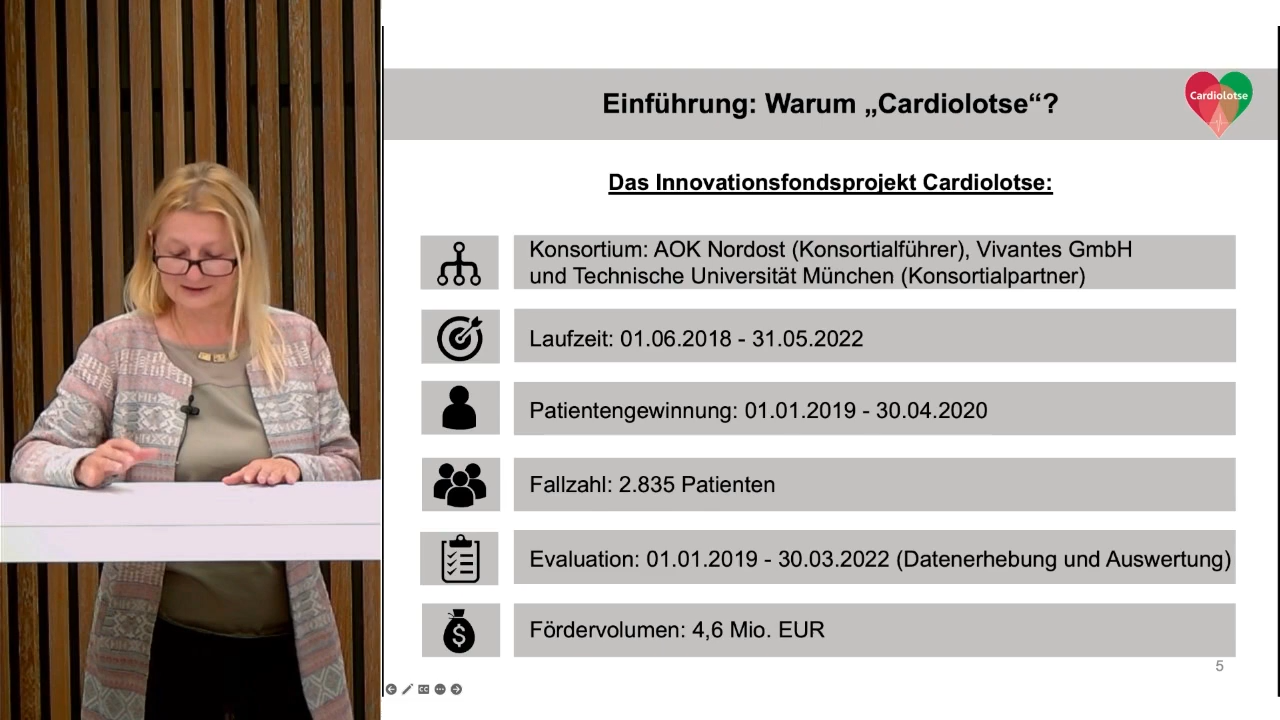 Einführung: Warum „Cardiolotse“?
Cardiolotse
Das Innovationsfondsprojekt Cardiolotse:
Konsortium: AOK Nordost (Konsortialführer), Vivantes GmbH
und Technische Universität München (Konsortialpartner)
Laufzeit: 01.06.2018 - 31.05.2022
Patientengewinnung: 01.01.2019 - 30.04.2020
Fallzahl: 2.835 Patienten
Evaluation: 01.01.2019 - 30.03.2022 (Datenerhebung und Auswertung)
$
Fördervolumen: 4,6 Mio. EUR
5
CC